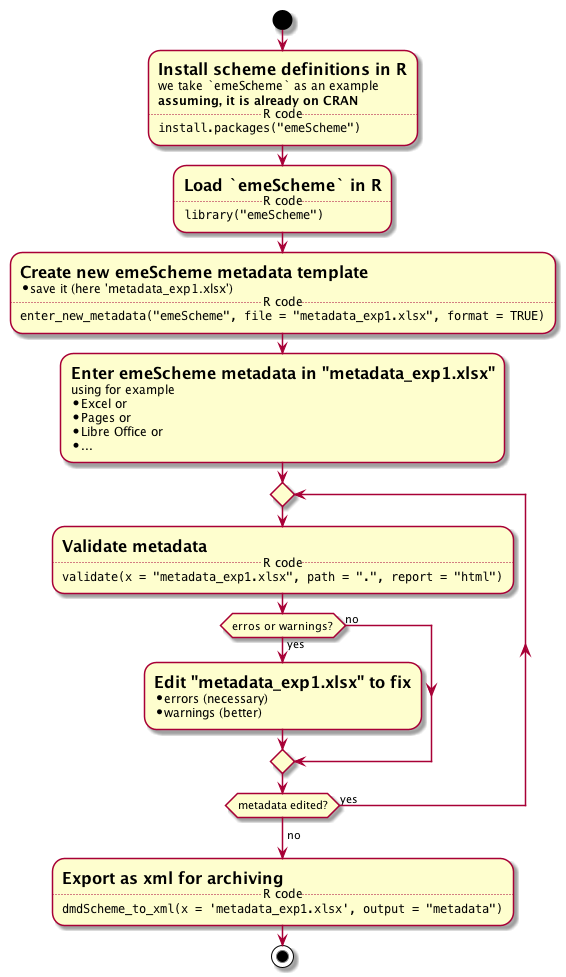 Install scheme definitions in R
we take `emeScheme` as an example
assuming, it is already on CRAN
R code
install.packages("emeScheme")
Load `emeScheme` in R
R code
library("emeScheme")
Create new emeScheme metadata template
•save it (here 'metadata_exp1.xlsx')
R code
enter_new_metadata("emeScheme", file = "metadata_exp1.xlsx", format = TRUE)
Enter emeScheme metadata in "metadata_exp1.xlsx"
using for example
•Excel or
•Pages or
•Libre Office or
•...
Validate metadata
R code
validate(x = "metadata_exp1.xlsx", path = ".", report = "html")
erros or warnings?
no
yes
Edit "metadata_exp1.xlsx" to fix
•errors (necessary)
•warnings (better)
metadata edited?
yes
no
Export as xml for archiving
R code
dmdScheme_to_xml(x = 'metadata_exp1.xlsx', output = "metadata")